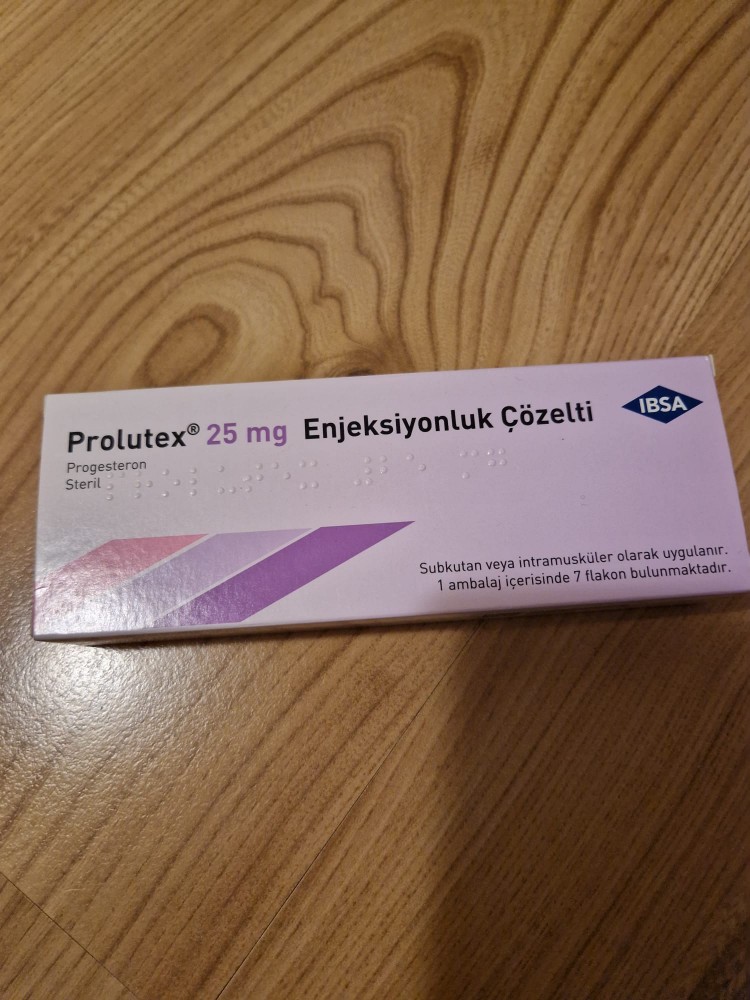 Prolutex® 25 mg Enjeksiyonluk Çözelti
IBSA
Progesteron
Steril
Subkutan veya intramusküler olarak uygulanır.
1 ambalaj içerisinde 7 flakon bulunmaktadır.